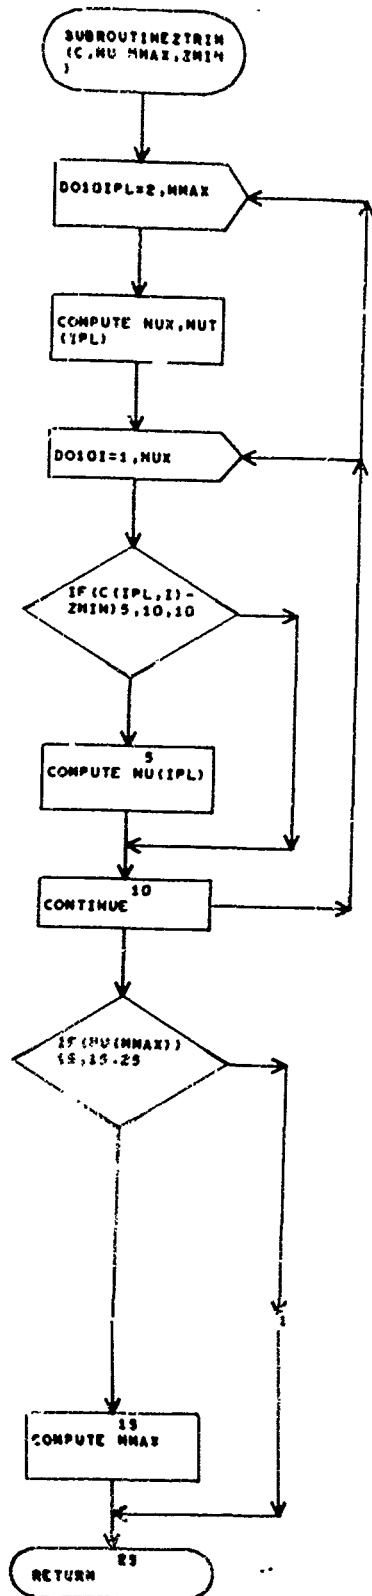 SUBROUTINEZTRIM
(C,NU,MMAX,ZMIN
)
DO10IPL=2,MMAX
COMPUTE NUX,NUT
(IPL)
DO10I=1,NUX
IF(C(IPL,I)-
ZMIN)5,10,10
5
COMPUTE NU(IPL)
10
CONTINUE
IF(NU(MMAX))
15,15,25
1
15
COMPUTE MMAX
25
RETURN